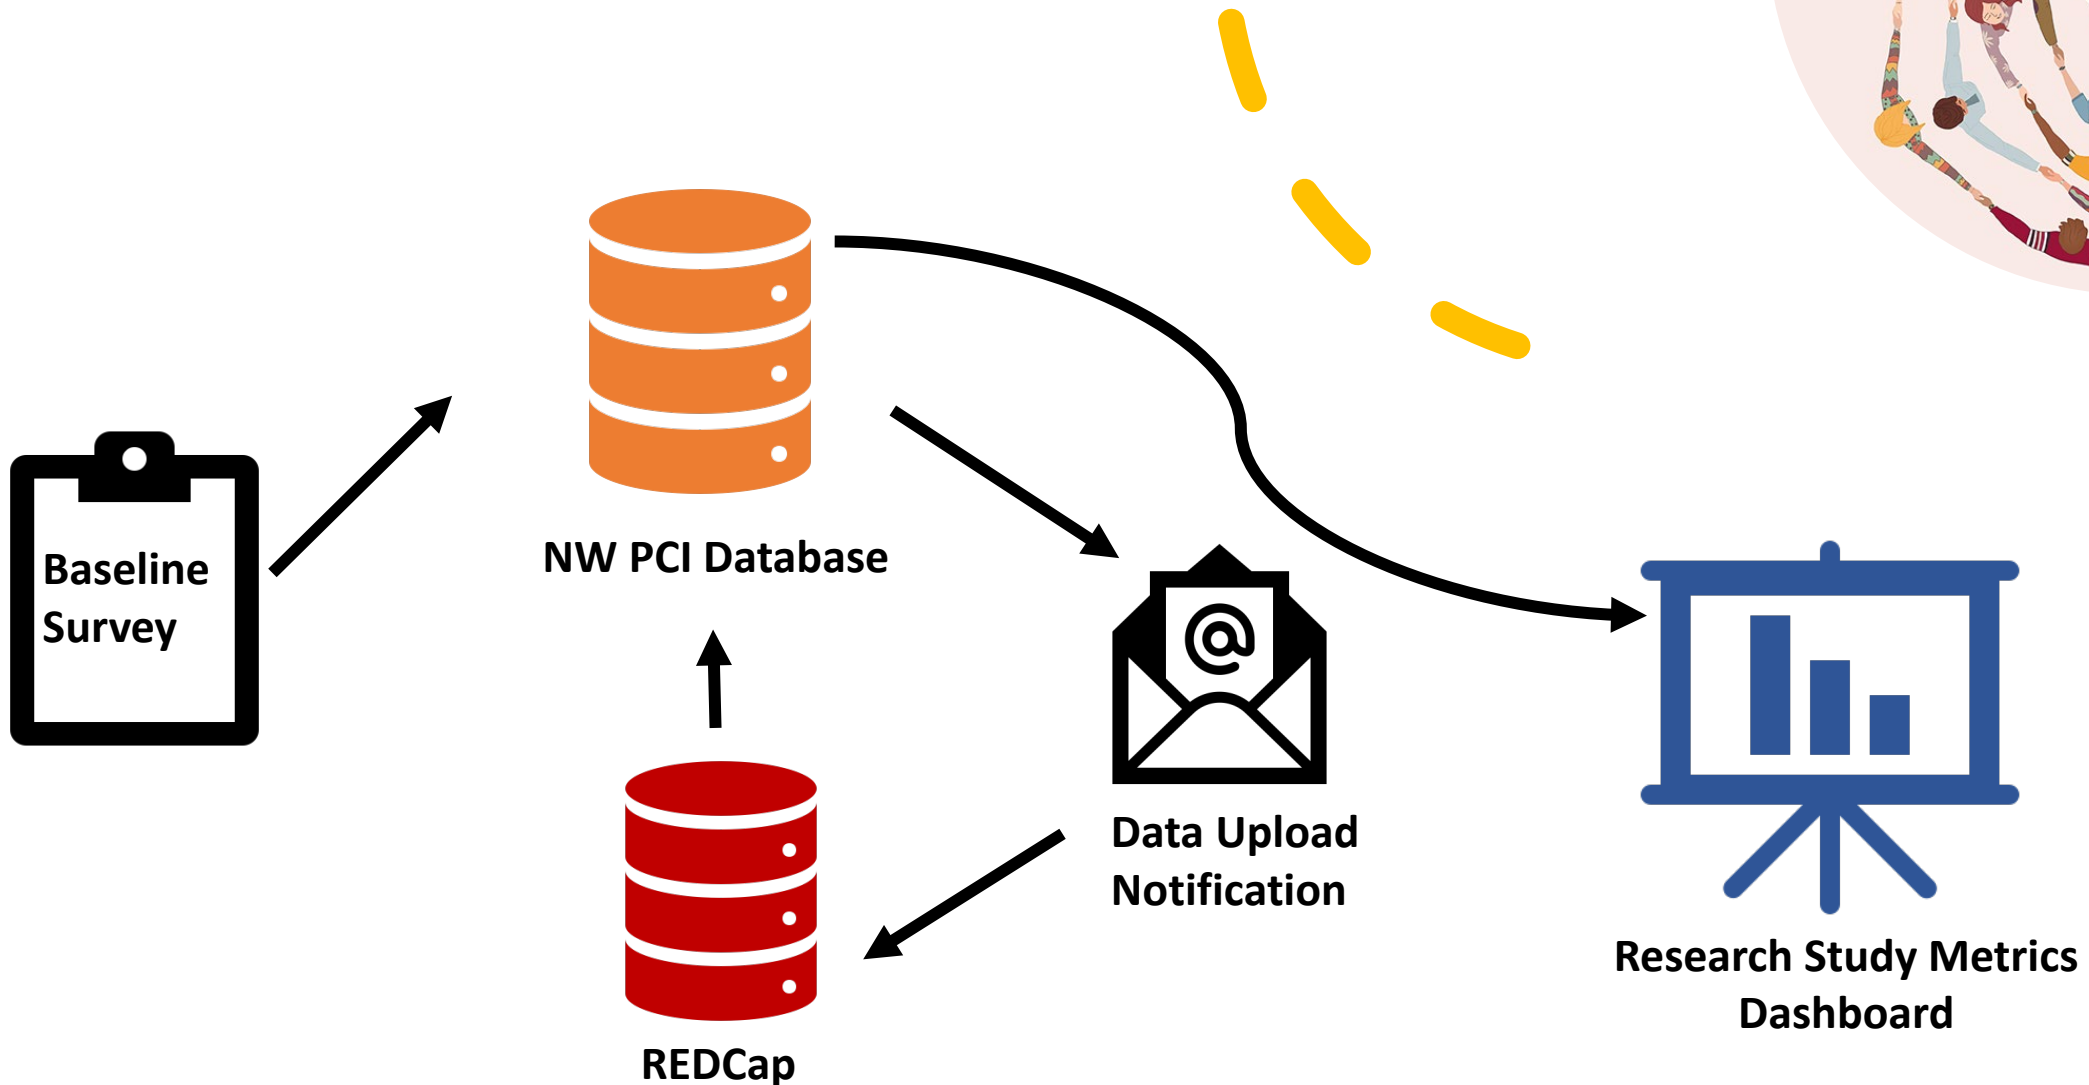 Baseline
Survey
NW PCI Database
Data Upload
Notification
REDCap
Research Study Metrics
Dashboard